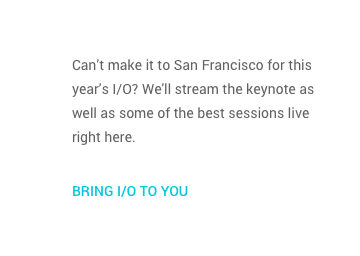 Can't make it to San Francisco for this
year's I/O? We'll stream the keynote as
well as some of the best sessions live
right here.
BRING I/O TO YOU